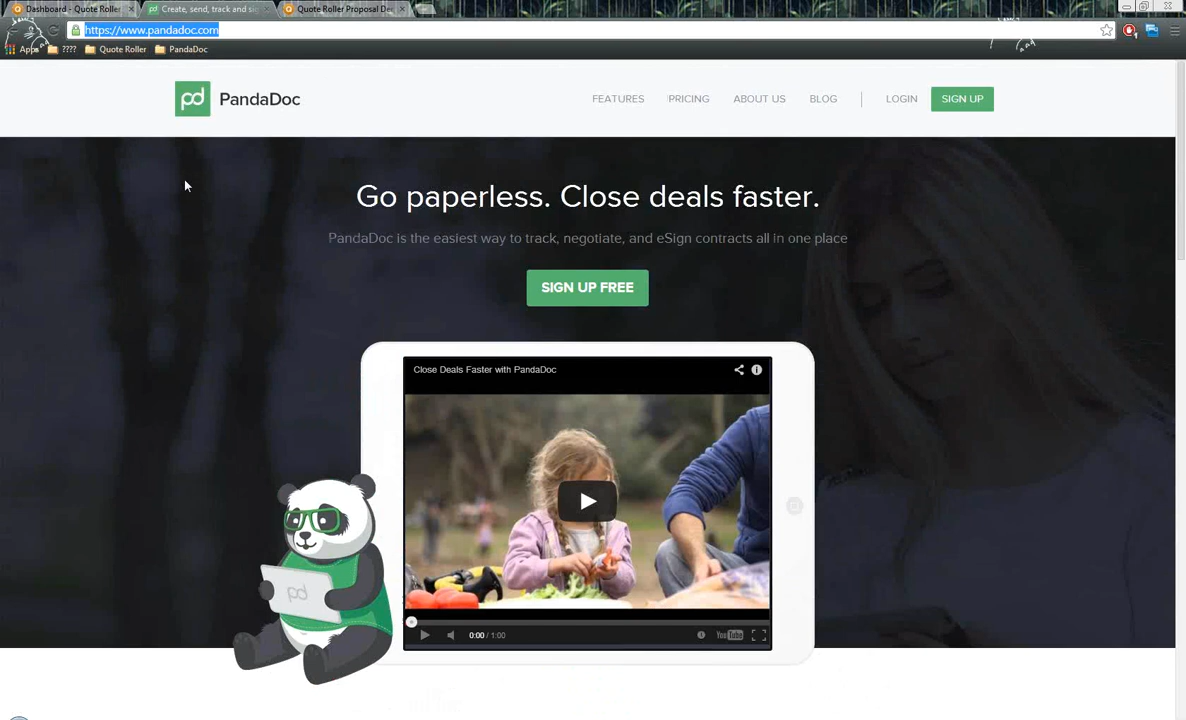 Dashboard - Quote Roller
Create, send, track and si
Quote Roller Proposal De
https://www.pandadoc.com
Apps
????
Quote Roller
PandaDoc
pd PandaDoc
FEATURES
PRICING
ABOUT US
BLOG
LOGIN
SIGN UP
Go paperless. Close deals faster.
PandaDoc is the easiest way to track, negotiate, and eSign contracts all in one place
SIGN UP FREE
Close Deals Faster with PandaDoc
pd
0:00 / 1:00
YouTube